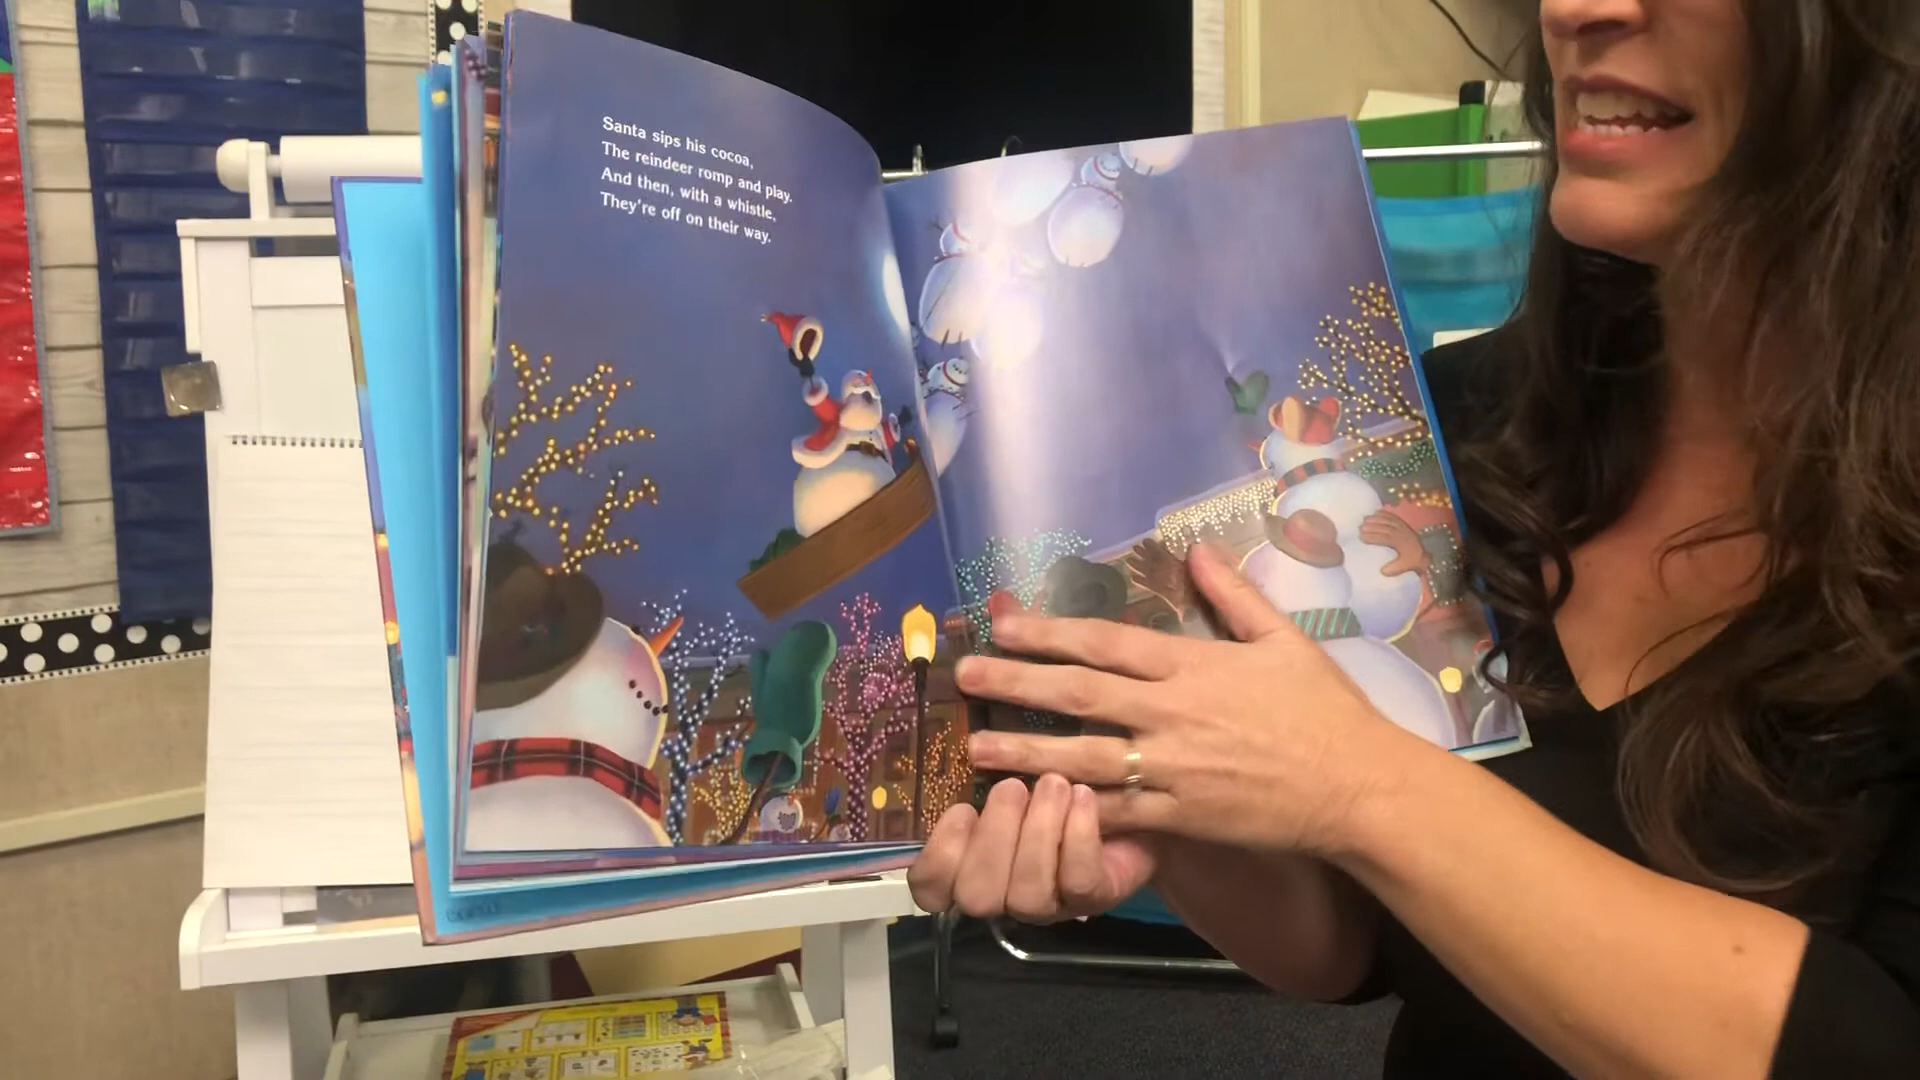 Santa sips his cocoa,
The reindeer romp and play.
And then, with a whistle,
They're off on their way.